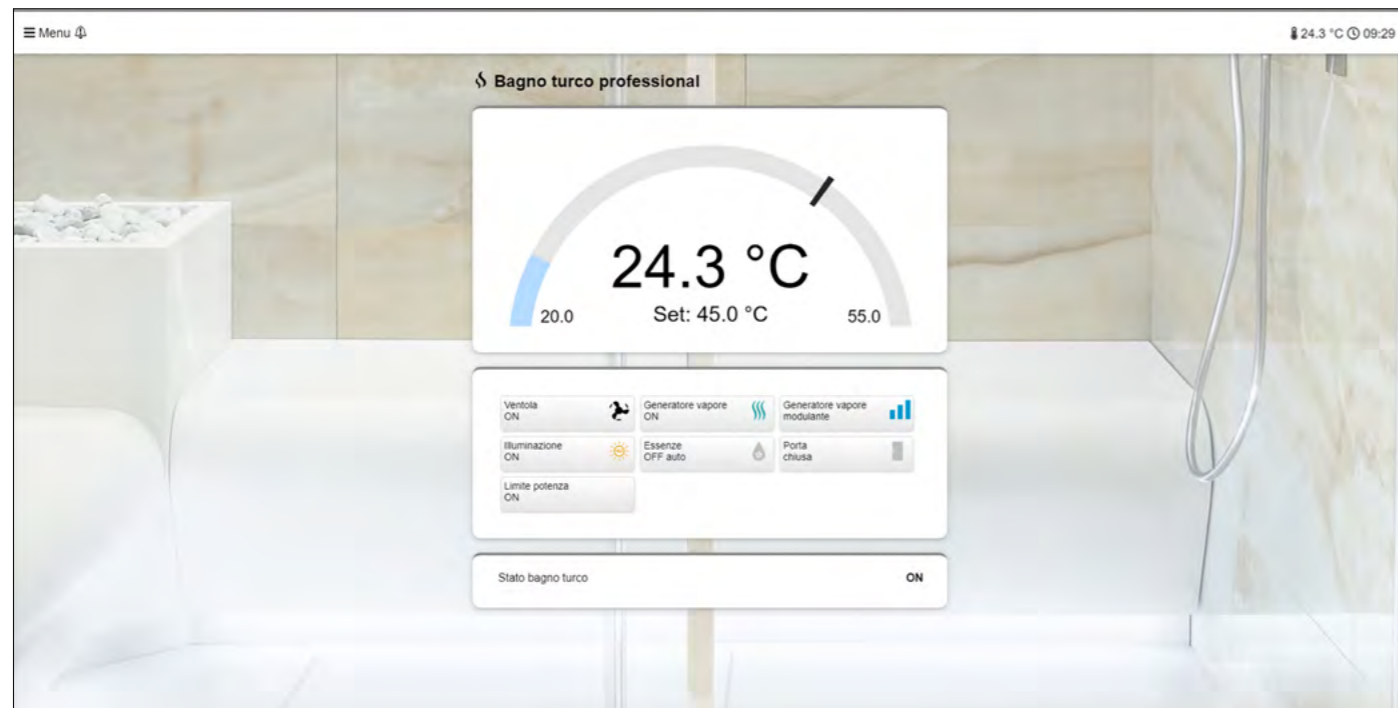 Menu
24.3 °C 09:29
Bagno turco professional
24.3 °C
20.0
Set: 45.0 °C
55.0
Ventola
ON
Generatore vapore
ON
Generatore vapore
modulante
Illuminazione
ON
Essenze
OFF auto
Porta
chiusa
Limite potenza
ON
Stato bagno turco
ON